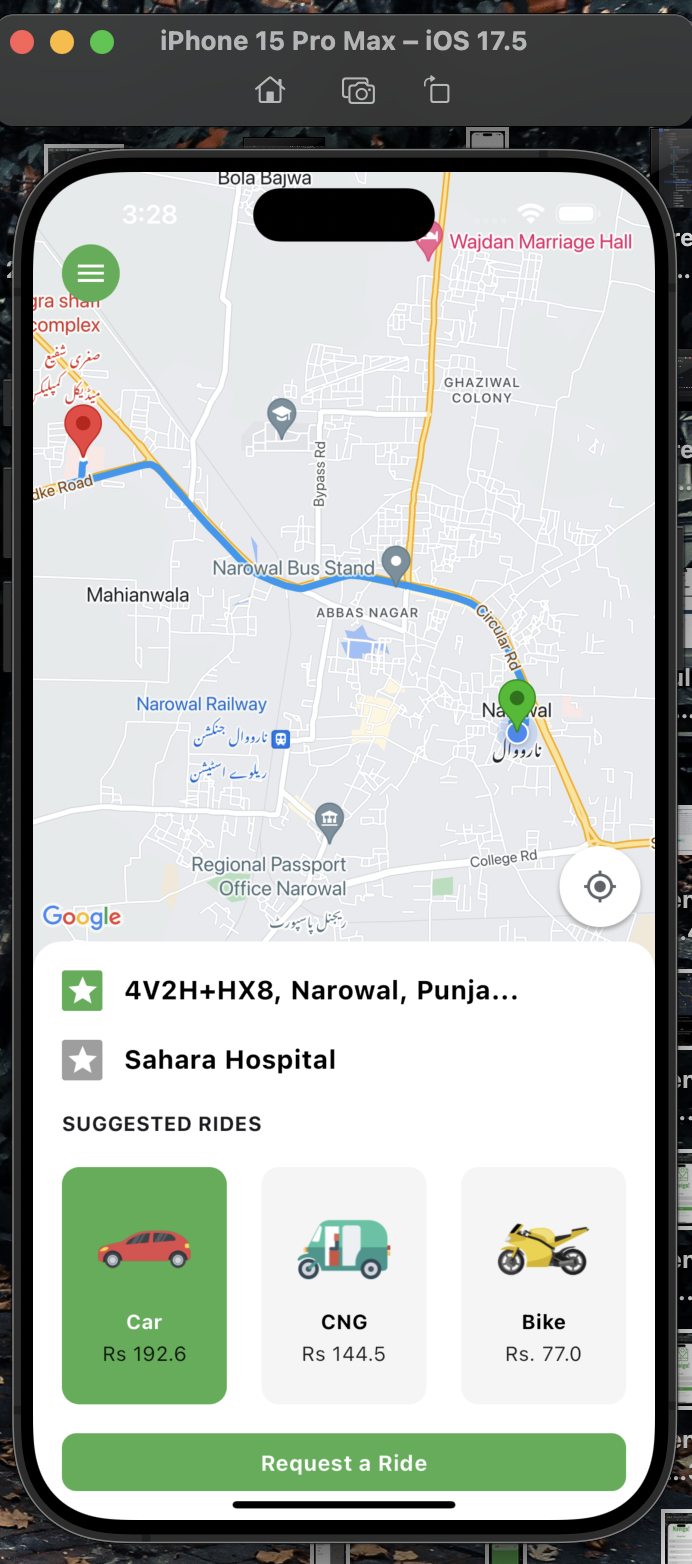 iPhone 15 Pro Max – iOS 17.5
Bola Bajwa
3:28
Wajdan Marriage Hall
gra shafi
complex
صغری شفیع
میڈیکل کمپلیکس
GHAZIWAL
COLONY
Bypass Rd
dke Road
Narowal Bus Stand
Mahianwala
ABBAS NAGAR
Circular Rd
Narowal
نارووال
Narowal Railway
نارووال جنکشن
ریلوے اسٹیشن
Regional Passport
Office Narowal
ریجنل پاسپورٹ
College Rd
Google
4V2H+HX8, Narowal, Punja...
Sahara Hospital
SUGGESTED RIDES
Car
Rs 192.6
CNG
Rs 144.5
Bike
Rs. 77.0
Request a Ride